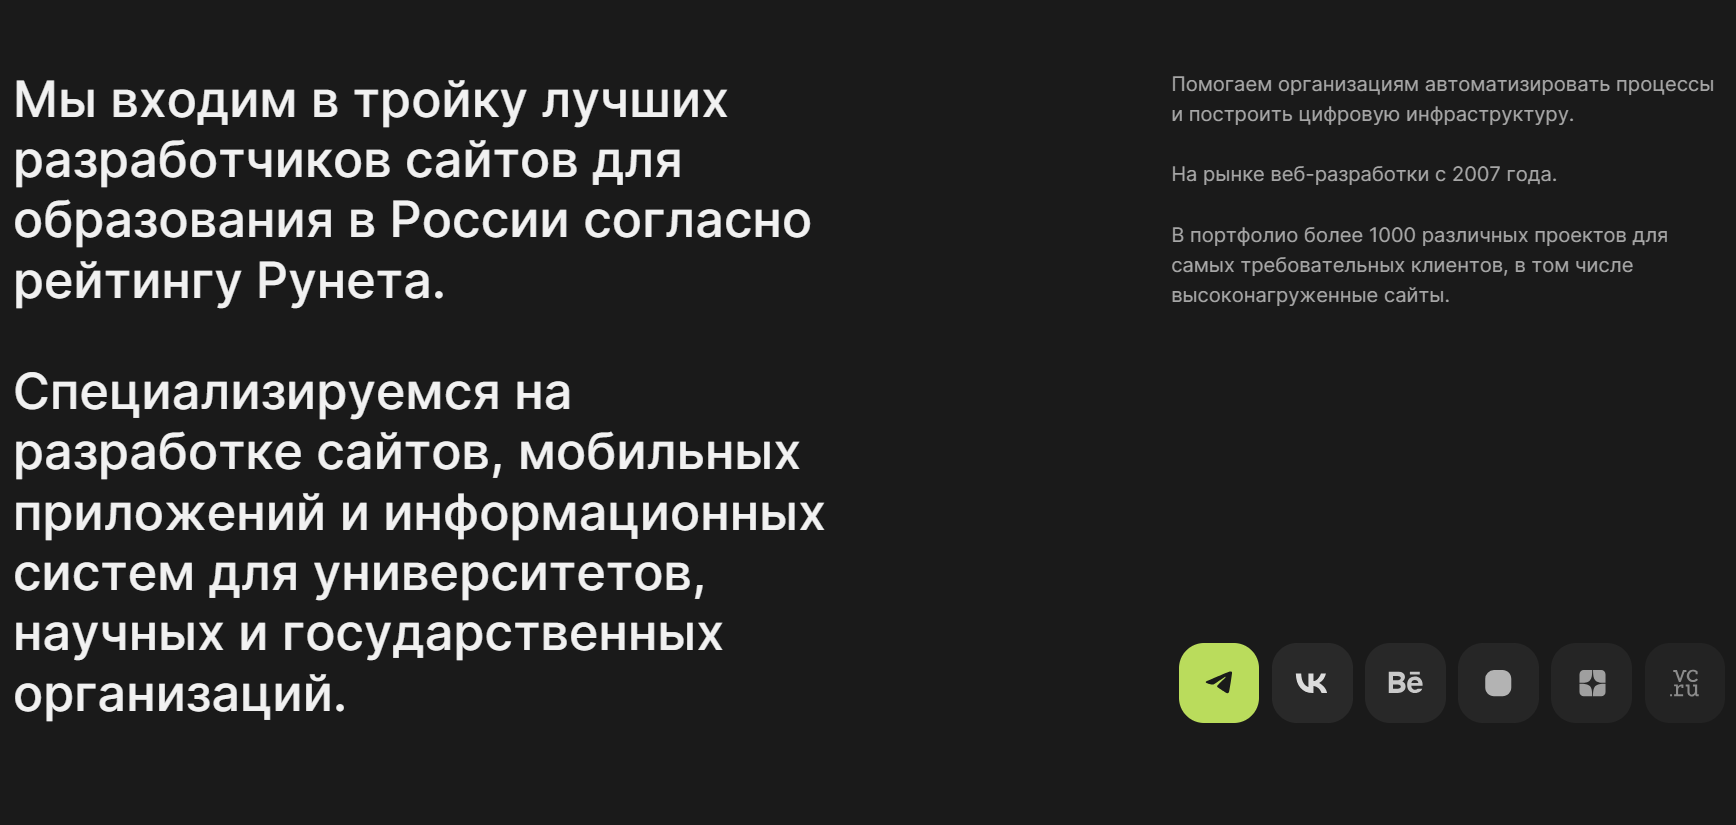 Мы входим в тройку лучших
разработчиков сайтов для
образования в России согласно
рейтингу Рунета.
Специализируемся на
разработке сайтов, мобильных
приложений и информационных
систем для университетов,
научных и государственных
организаций.
Помогаем организациям автоматизировать процессы
и построить цифровую инфраструктуру.
На рынке веб-разработки с 2007 года.
В портфолио более 1000 различных проектов для
самых требовательных клиентов, в том числе
высоконагруженные сайты.
Bē
vc
.ru